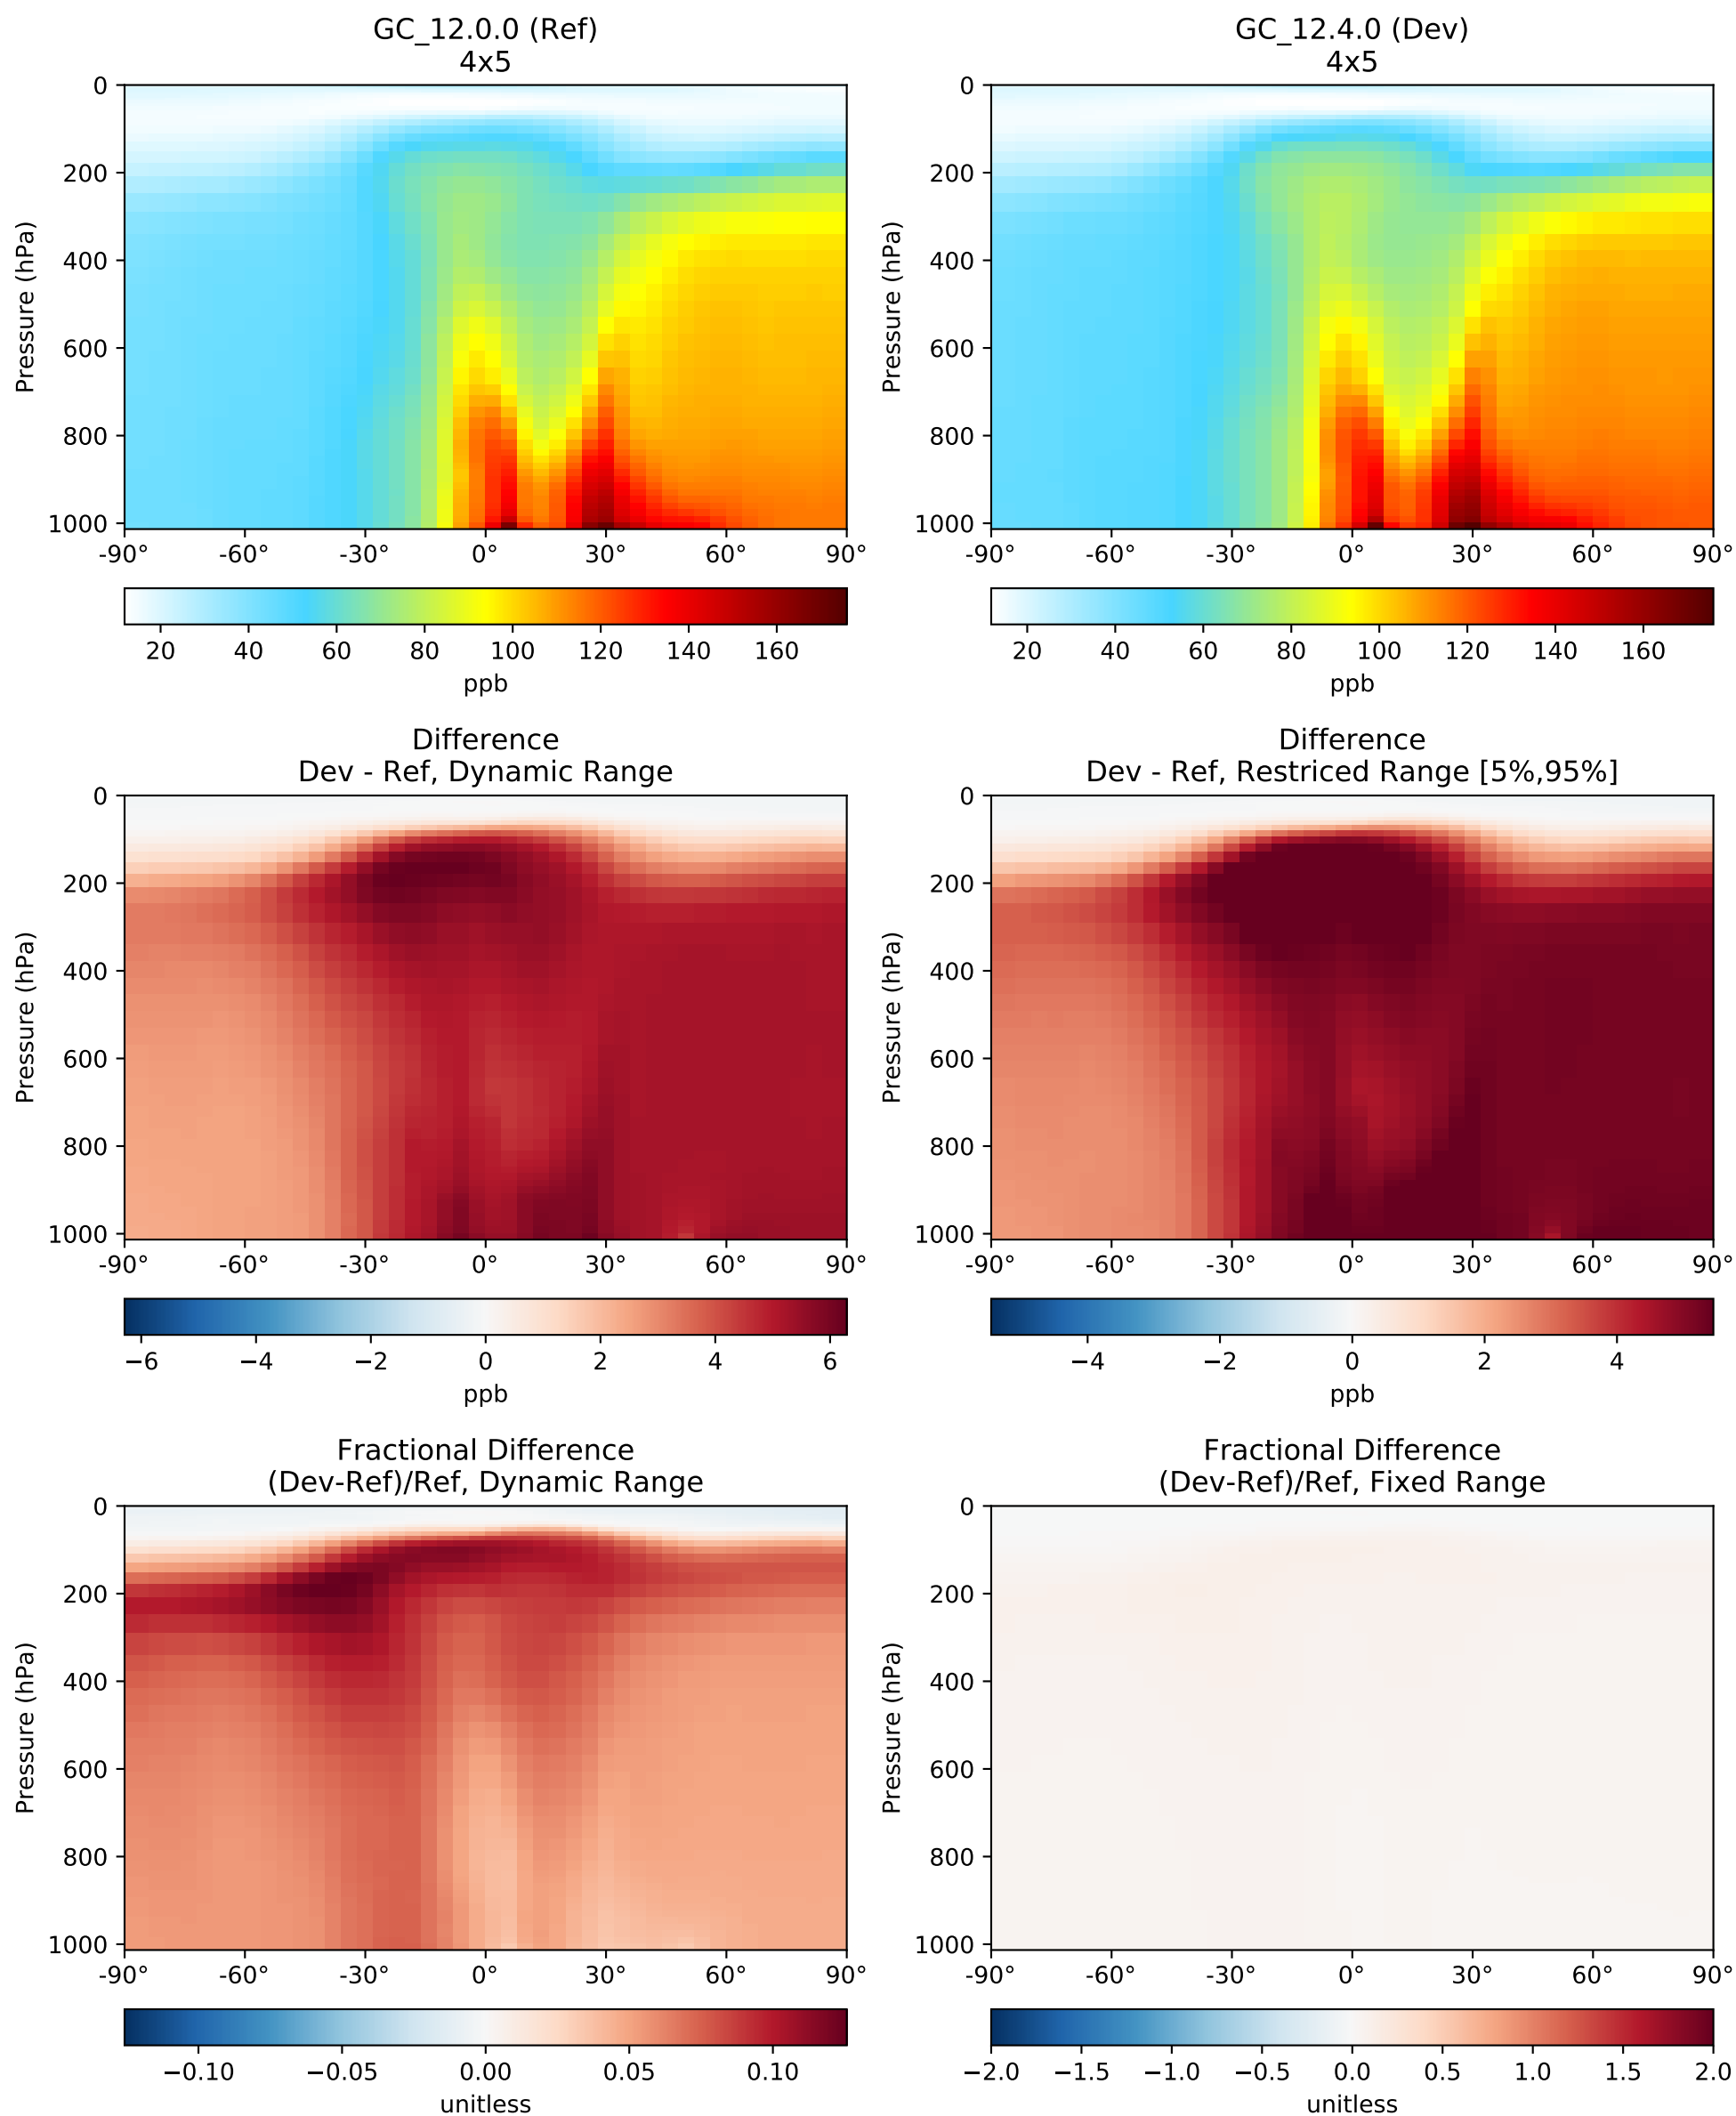 GC_12.0.0 (Ref)
4x5
Pressure (hPa)
0
200
400
600
800
1000
-90° -60° -30° 0° 30° 60° 90°
20 40 60 80 100 120 140 160
ppb
GC_12.4.0 (Dev)
4x5
Pressure (hPa)
0
200
400
600
800
1000
-90° -60° -30° 0° 30° 60° 90°
20 40 60 80 100 120 140 160
ppb
Difference
Dev - Ref, Dynamic Range
Pressure (hPa)
0
200
400
600
800
1000
-90° -60° -30° 0° 30° 60° 90°
−6 −4 −2 0 2 4 6
ppb
Difference
Dev - Ref, Restriced Range [5%,95%]
Pressure (hPa)
0
200
400
600
800
1000
-90° -60° -30° 0° 30° 60° 90°
−4 −2 0 2 4
ppb
Fractional Difference
(Dev-Ref)/Ref, Dynamic Range
Pressure (hPa)
0
200
400
600
800
1000
-90° -60° -30° 0° 30° 60° 90°
−0.10 −0.05 0.00 0.05 0.10
unitless
Fractional Difference
(Dev-Ref)/Ref, Fixed Range
Pressure (hPa)
0
200
400
600
800
1000
-90° -60° -30° 0° 30° 60° 90°
−2.0 −1.5 −1.0 −0.5 0.0 0.5 1.0 1.5 2.0
unitless